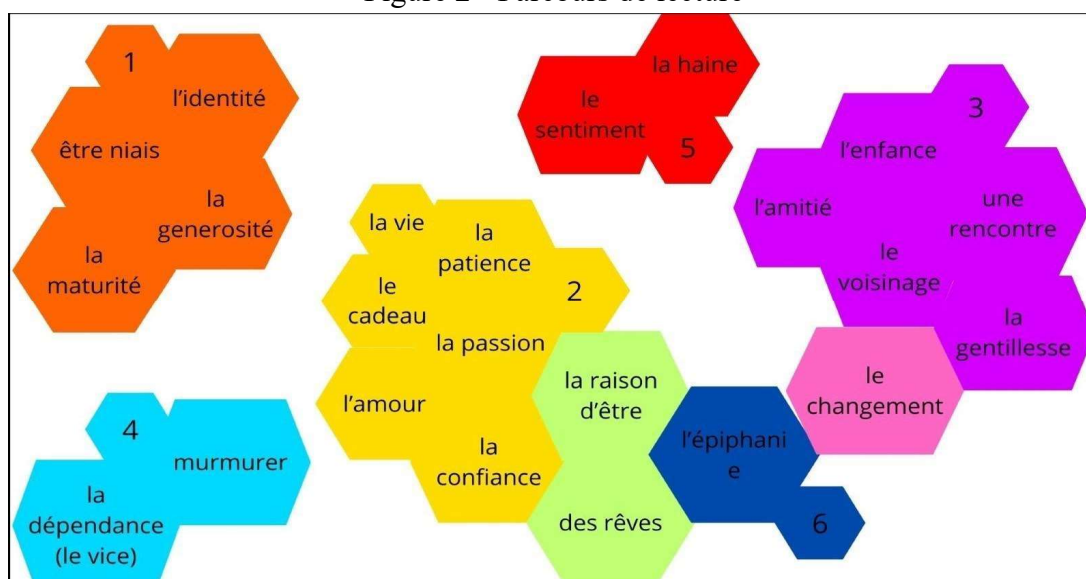 Figure 2 - Parcours de lecture
1
l'identité
être niais
la
generosité
la
maturité
la haine
le
sentiment
5
3
l'enfance
l'amitié
une
rencontre
le
voisinage
la
gentillesse
la vie
la
patience
le
cadeau
2
la passion
l'amour
la
confiance
la raison
d'être
des rêves
l'épiphani
e
6
le
changement
4
murmurer
la
dépendance
(le vice)